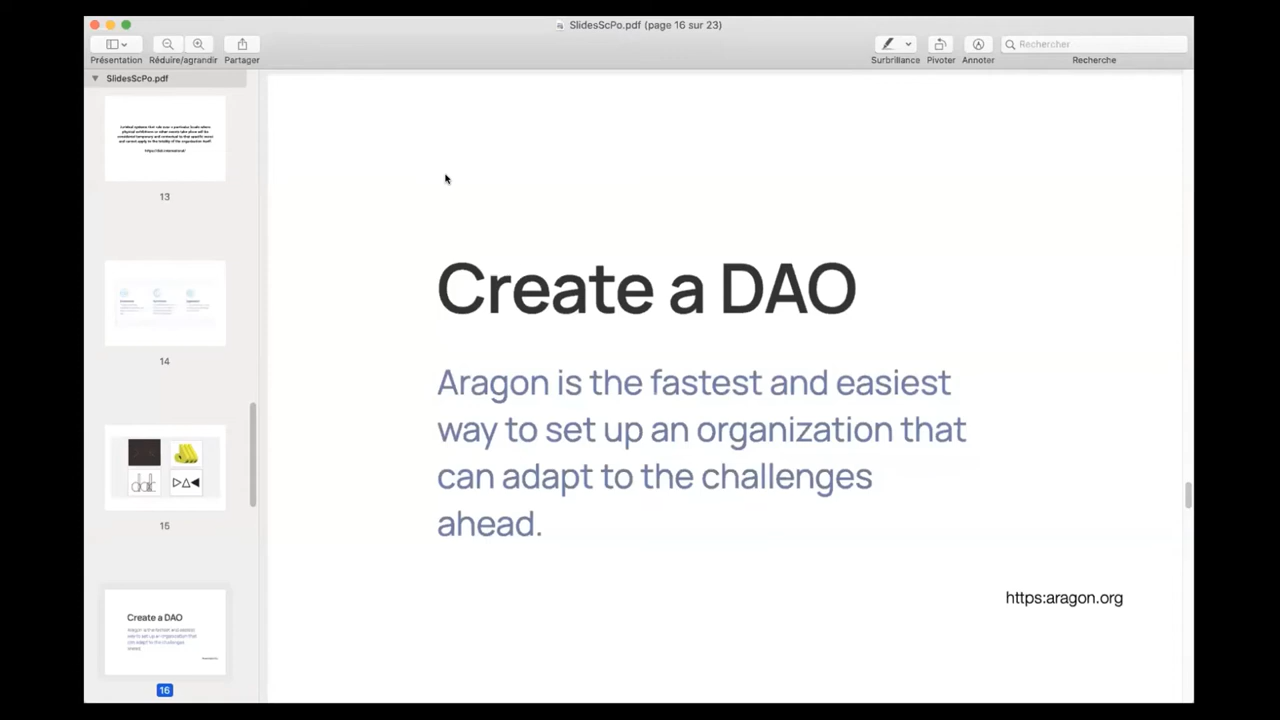 SlidesScPo.pdf (page 16 sur 23)
Présentation
Réduire/agrandir
Partager
Surbrillance
Pivoter
Annoter
Rechercher
Recherche
SlidesScPo.pdf
13
14
15
Create a DAO
16
Create a DAO
Aragon is the fastest and easiest
way to set up an organization that
can adapt to the challenges
ahead.
https:aragon.org